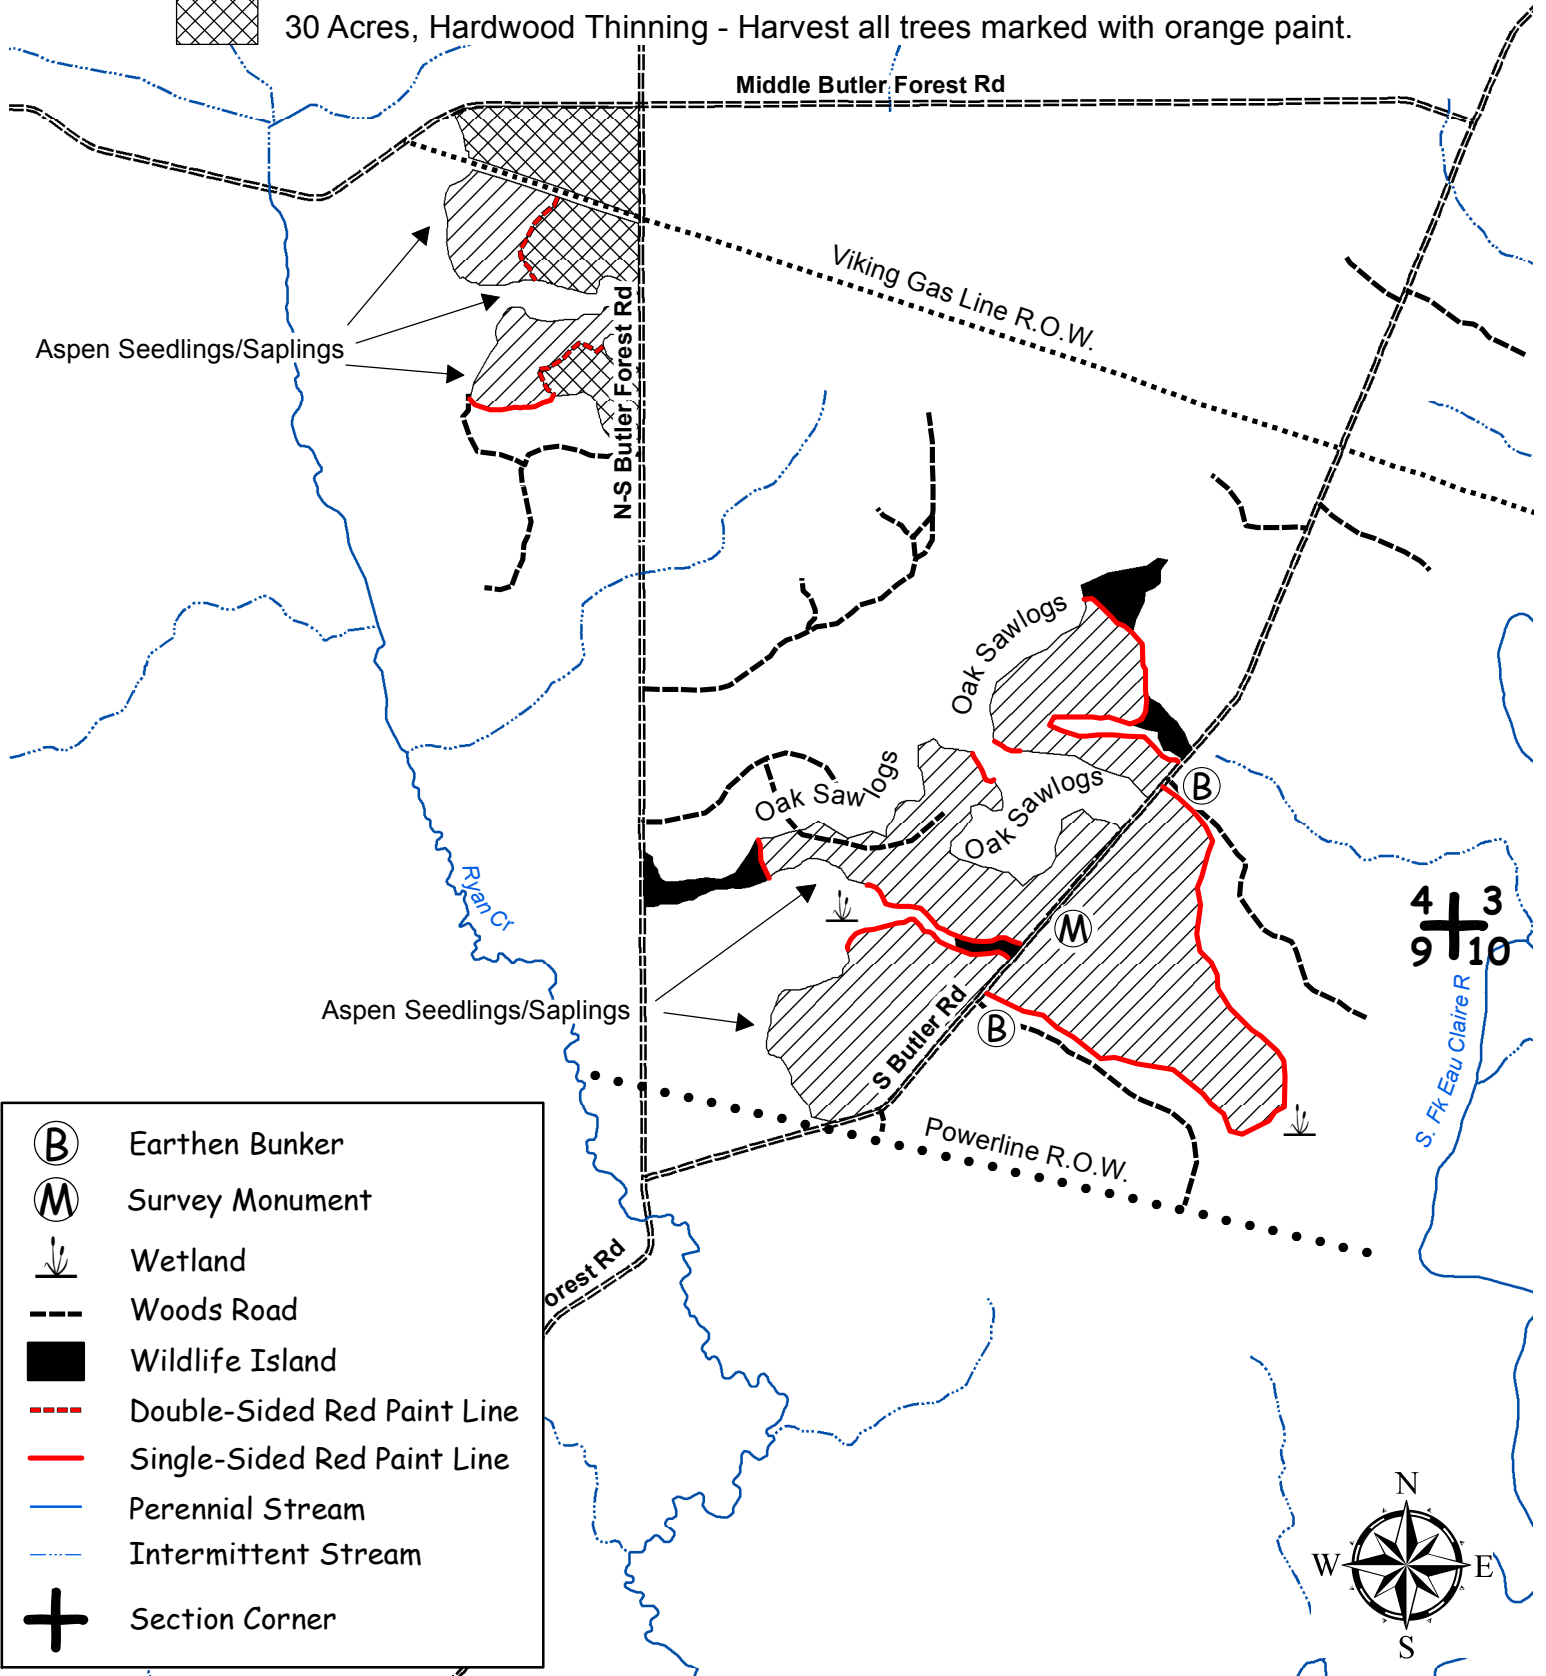 30 Acres, Hardwood Thinning - Harvest all trees marked with orange paint.
Middle Butler Forest Rd
Viking Gas Line R.O.W.
Aspen Seedlings/Saplings
N-S Butler Forest Rd
Oak Sawlogs
Oak Sawlogs
Oak Sawlogs
B
Ryan Cr
4 3
9 10
M
Aspen Seedlings/Saplings
S Butler Rd
B
S. Fk Eau Claire R
Powerline R.O.W.
orest Rd
B Earthen Bunker
M Survey Monument
Wetland
Woods Road
Wildlife Island
Double-Sided Red Paint Line
Single-Sided Red Paint Line
Perennial Stream
Intermittent Stream
Section Corner
N
W E
S